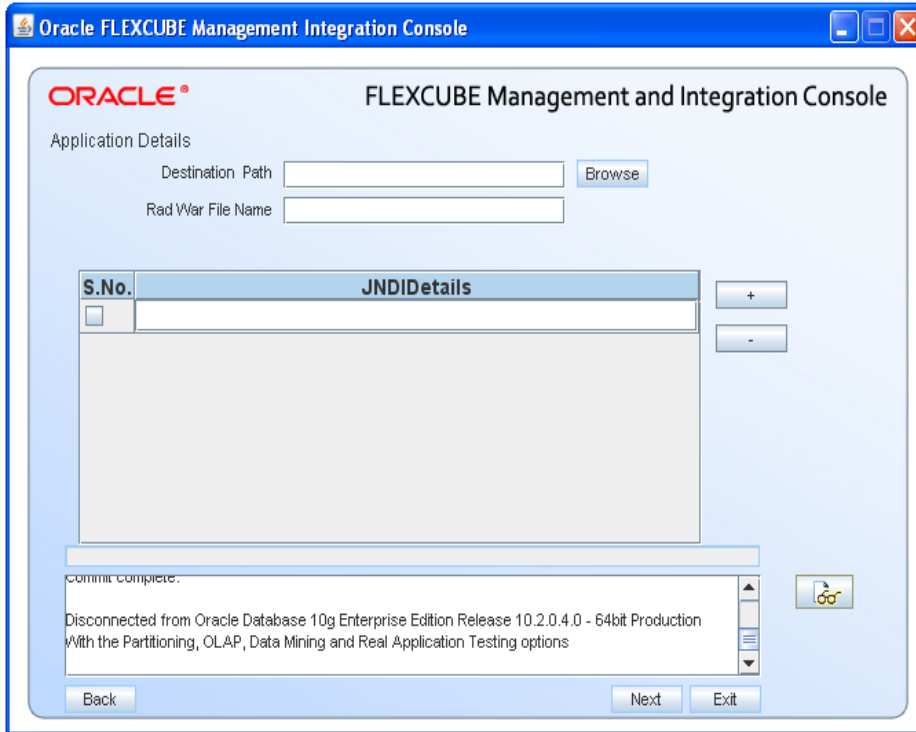 Oracle FLEXCUBE Management Integration Console
ORACLE®
FLEXCUBE Management and Integration Console
Application Details
Destination Path
Browse
Rad War File Name
S.No. JNDIDetails
+
-
Commit complete.
Disconnected from Oracle Database 10g Enterprise Edition Release 10.2.0.4.0 - 64bit Production
With the Partitioning, OLAP, Data Mining and Real Application Testing options
Back
Next
Exit